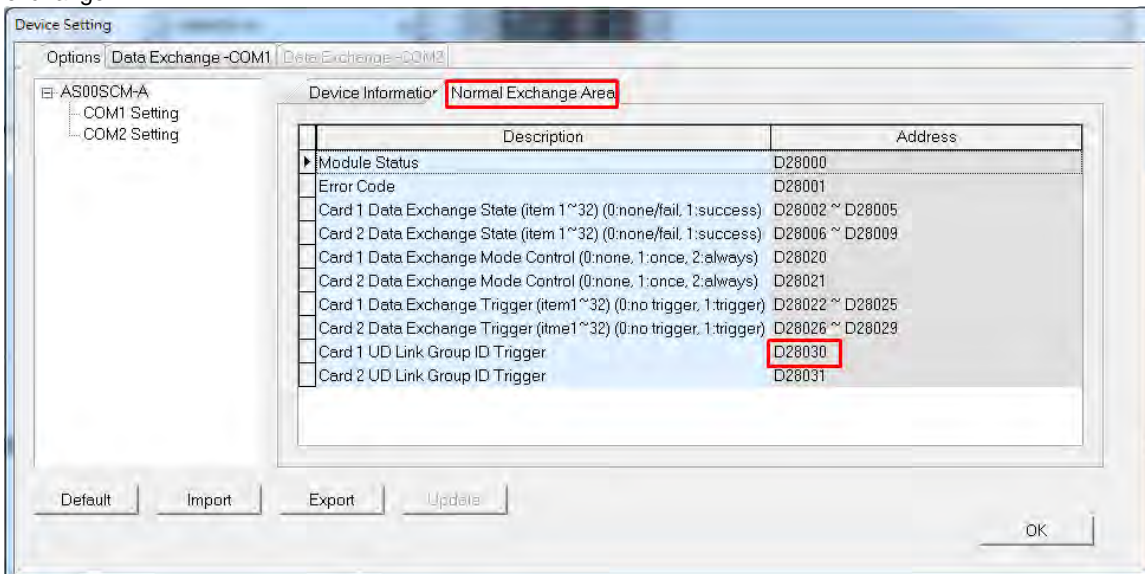 Device Setting
Options Data Exchange -COM1 Data Exchange -COM2
AS00SCM-A
COM1 Setting
COM2 Setting
Device Information Normal Exchange Area
Description Address
Module Status D28000
Error Code D28001
Card 1 Data Exchange State (item 1~32) (0:none/fail, 1:success) D28002 ~ D28005
Card 2 Data Exchange State (item 1~32) (0:none/fail, 1:success) D28006 ~ D28009
Card 1 Data Exchange Mode Control (0:none, 1:once, 2:always) D28020
Card 2 Data Exchange Mode Control (0:none, 1:once, 2:always) D28021
Card 1 Data Exchange Trigger (item1~32) (0:no trigger, 1:trigger) D28022 ~ D28025
Card 2 Data Exchange Trigger (itme1~32) (0:no trigger, 1:trigger) D28026 ~ D28029
Card 1 UD Link Group ID Trigger D28030
Card 2 UD Link Group ID Trigger D28031
Default Import Export Update
OK